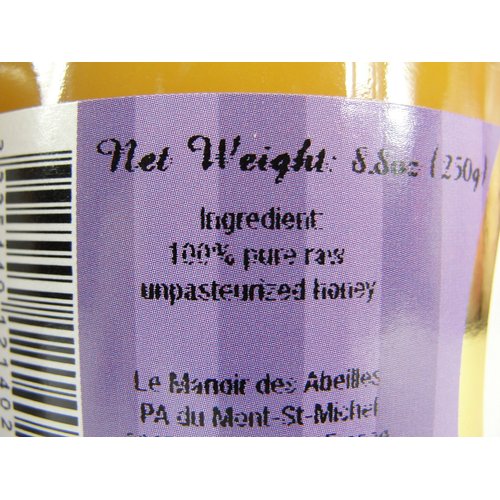 Net Weight: 8.8oz (250g)
Ingredient:
100% pure raw
unpasteurized honey
Le Manoir des Abeilles
PA du Mont-St-Michel